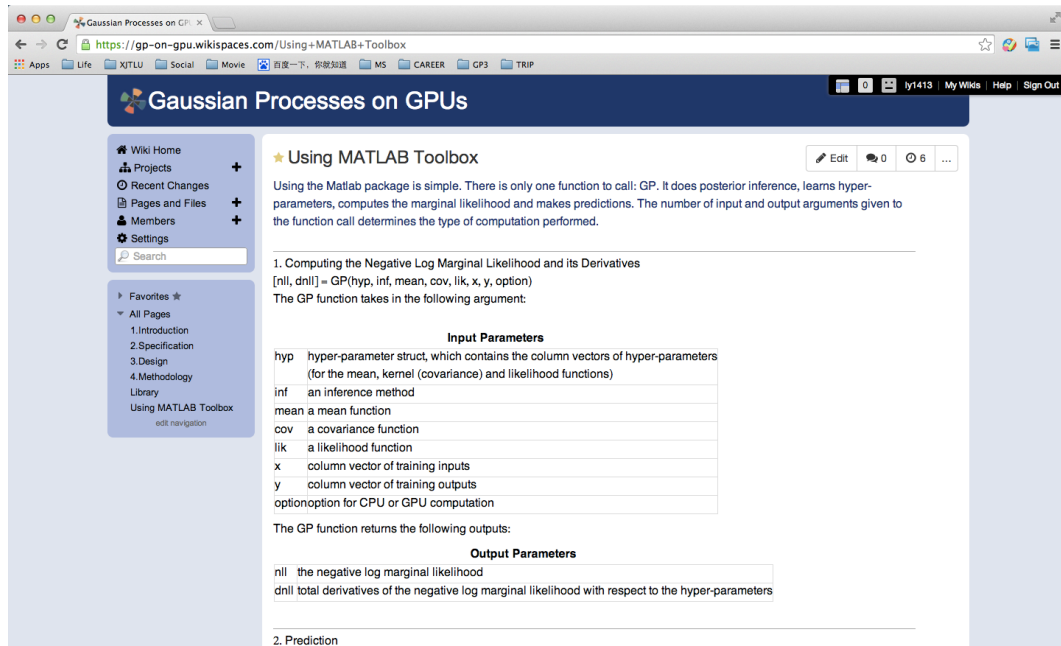 Gaussian Processes on GPU
https://gp-on-gpu.wikispaces.com/Using+MATLAB+Toolbox
Apps Life XJTLU Social Movie 百度一下，你就知道 MS CAREER GP3 TRIP
0 ly1413 My Wikis Help Sign Out
Gaussian Processes on GPUs
Wiki Home
Projects
Recent Changes
Pages and Files
Members
Settings
Search
Favorites
All Pages
1.Introduction
2.Specification
3.Design
4.Methodology
Library
Using MATLAB Toolbox
edit navigation
Using MATLAB Toolbox
Edit 0 6 ...
Using the Matlab package is simple. There is only one function to call: GP. It does posterior inference, learns hyper-
parameters, computes the marginal likelihood and makes predictions. The number of input and output arguments given to
the function call determines the type of computation performed.
1. Computing the Negative Log Marginal Likelihood and its Derivatives
[nll, dnll] = GP(hyp, inf, mean, cov, lik, x, y, option)
The GP function takes in the following argument:
Input Parameters
hyp hyper-parameter struct, which contains the column vectors of hyper-parameters
(for the mean, kernel (covariance) and likelihood functions)
inf an inference method
mean a mean function
cov a covariance function
lik a likelihood function
x column vector of training inputs
y column vector of training outputs
option option for CPU or GPU computation
The GP function returns the following outputs:
Output Parameters
nll the negative log marginal likelihood
dnll total derivatives of the negative log marginal likelihood with respect to the hyper-parameters
2. Prediction